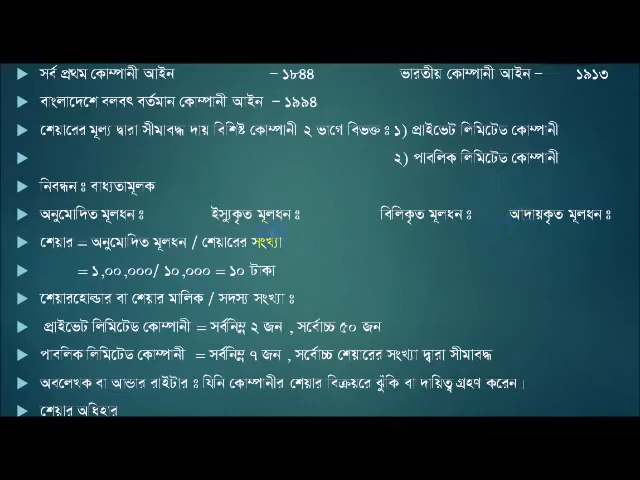 সর্ব প্রথম কোম্পানী আইন – ১৮৪৪ ভারতীয় কোম্পানী আইন – ১৯১৩
বাংলাদেশে বলবৎ বর্তমান কোম্পানী আইন – ১৯৯৪
শেয়ারের মূল্য দ্বারা সীমাবদ্ধ দায় বিশিষ্ট কোম্পানী ২ ভাগে বিভক্ত ঃ ১) প্রাইভেট লিমিটেড কোম্পানী
২) পাবলিক লিমিটেড কোম্পানী
নিবন্ধন ঃ বাধ্যতামূলক
অনুমোদিত মূলধন ঃ ইস্যুকৃত মূলধন ঃ বিলিকৃত মূলধন ঃ আদায়কৃত মূলধন ঃ
শেয়ার = অনুমোদিত মূলধন / শেয়ারের সংখ্যা
= ১,০০,০০০/ ১০,০০০ = ১০ টাকা
শেয়ারহোল্ডার বা শেয়ার মালিক / সদস্য সংখ্যা ঃ
প্রাইভেট লিমিটেড কোম্পানী = সর্বনিম্ন ২ জন , সর্বোচ্চ ৫০ জন
পাবলিক লিমিটেড কোম্পানী = সর্বনিম্ন ৭ জন , সর্বোচ্চ শেয়ারের সংখ্যা দ্বারা সীমাবদ্ধ
অবলেখক বা আন্ডার রাইটার ঃ যিনি কোম্পানীর শেয়ার বিক্রয়ের ঝুঁকি বা দায়িত্ব গ্রহণ করেন।
শেয়ার অধিহার